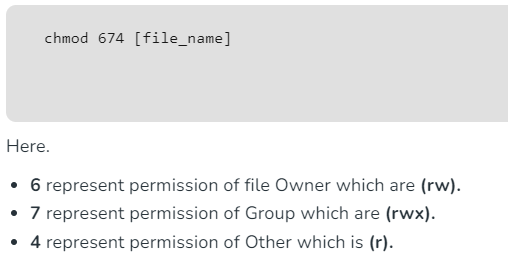 chmod 674 [file_name]
Here.
• 6 represent permission of file Owner which are (rw).
• 7 represent permission of Group which are (rwx).
• 4 represent permission of Other which is (r).